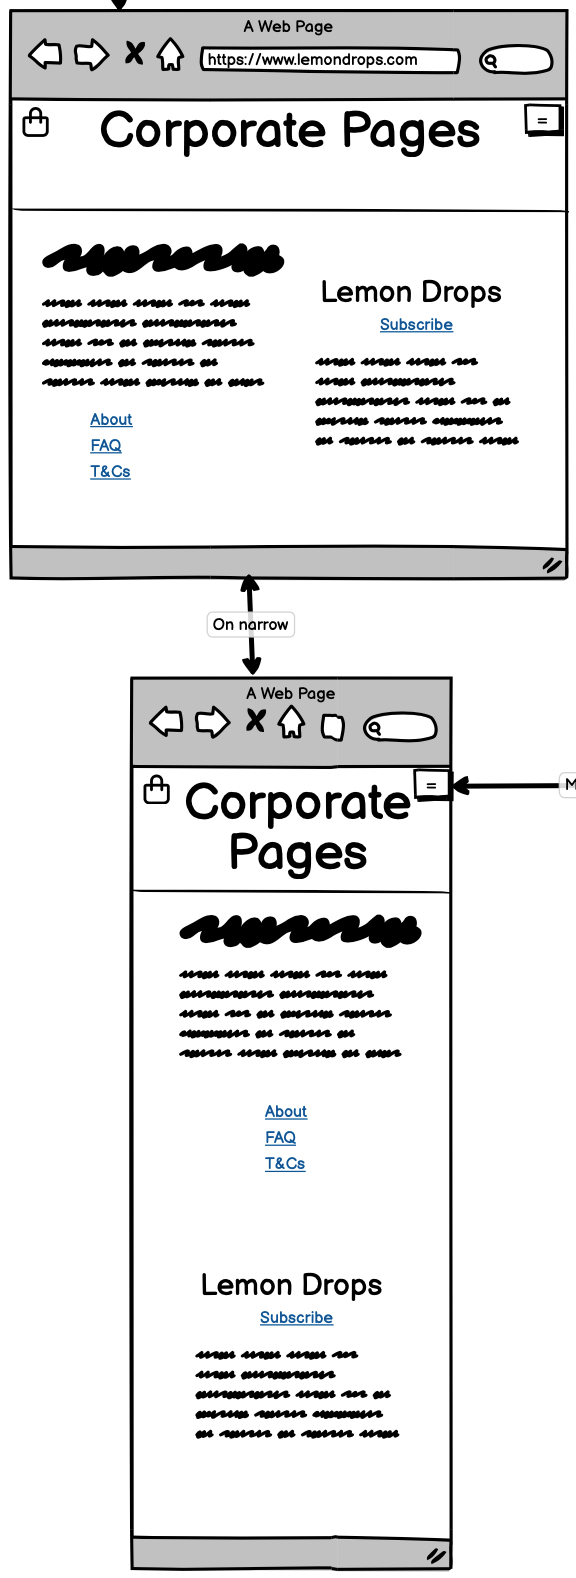 A Web Page
https://www.lemondrops.com
Corporate Pages
=
Lemon Drops
Subscribe
About
FAQ
T&Cs
On narrow
A Web Page
Corporate
Pages
=
M
About
FAQ
T&Cs
Lemon Drops
Subscribe